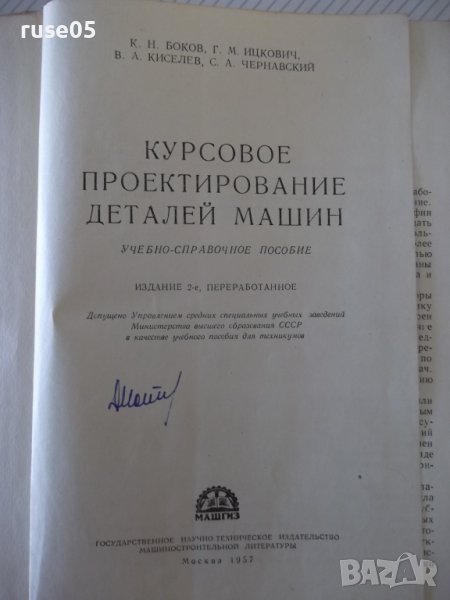 ruse05
К. Н. БОКОВ, Г. М. ИЦКОВИЧ,
В. А. КИСЕЛЕВ, С. А. ЧЕРНАВСКИЙ
КУРСОВОЕ
ПРОЕКТИРОВАНИЕ
ДЕТАЛЕЙ МАШИН
УЧЕБНО-СПРАВОЧНОЕ ПОСОБИЕ
ИЗДАНИЕ 2-е, ПЕРЕРАБОТАННОЕ
Допущено Управлением средних специальных учебных заведений
Министерства высшего образования СССР
в качестве учебного пособия для техникумов
МАШГИЗ
ГОСУДАРСТВЕННОЕ НАУЧНО-ТЕХНИЧЕСКОЕ ИЗДАТЕЛЬСТВО
МАШИНОСТРОИТЕЛЬНОЙ ЛИТЕРАТУРЫ
Москва 1957
BAZAR